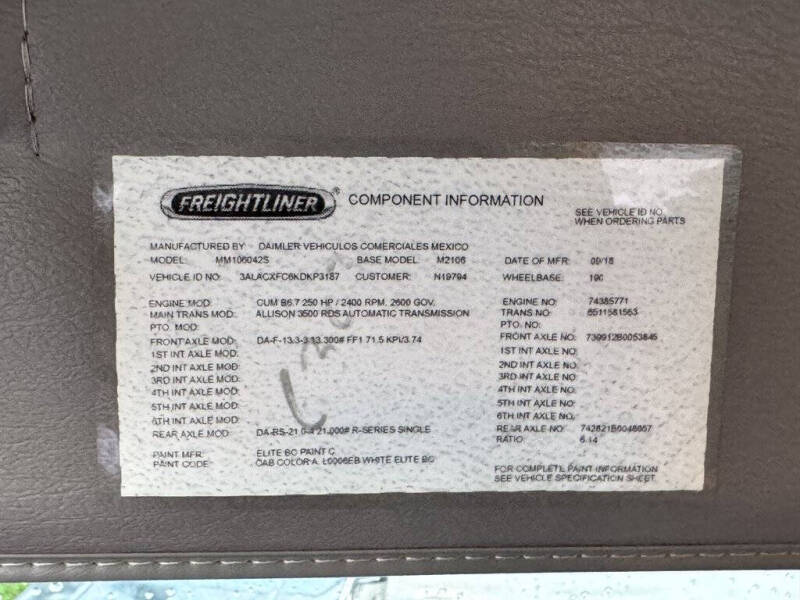 FREIGHTLINER® COMPONENT INFORMATION
SEE VEHICLE ID NO.
WHEN ORDERING PARTS
MANUFACTURED BY DAIMLER VEHICULOS COMERCIALES MEXICO
MODEL: MM106042S BASE MODEL M2106 DATE OF MFR: 09/18
VEHICLE ID NO: 3ALACXFC6KDKP3187 CUSTOMER: N19794 WHEELBASE: 190
ENGINE MOD: CUM B6.7 250 HP / 2400 RPM. 2600 GOV. ENGINE NO: 74385771
MAIN TRANS MOD: ALLISON 3500 RDS AUTOMATIC TRANSMISSION TRANS NO: 6511581563
PTO. MOD: PTO. NO:
FRONT AXLE MOD: DA-F-13.3-3 13,300# FF1 71.5 KPI/3.74 FRONT AXLE NO: 739912B0053845
1ST INT AXLE MOD: 1ST INT AXLE NO:
2ND INT AXLE MOD: 2ND INT AXLE NO:
3RD INT AXLE MOD: 3RD INT AXLE NO:
4TH INT AXLE MOD: 4TH INT AXLE NO:
5TH INT AXLE MOD: 5TH INT AXLE NO:
6TH INT AXLE MOD: 6TH INT AXLE NO:
REAR AXLE MOD: DA-RS-21.0-4 21,000# R-SERIES SINGLE REAR AXLE NO: 742821B0048057
RATIO: 6.14
PAINT MFR: ELITE BC PAINT C
PAINT CODE: CAB COLOR A: L0006EB WHITE ELITE BC
FOR COMPLETE PAINT INFORMATION
SEE VEHICLE SPECIFICATION SHEET